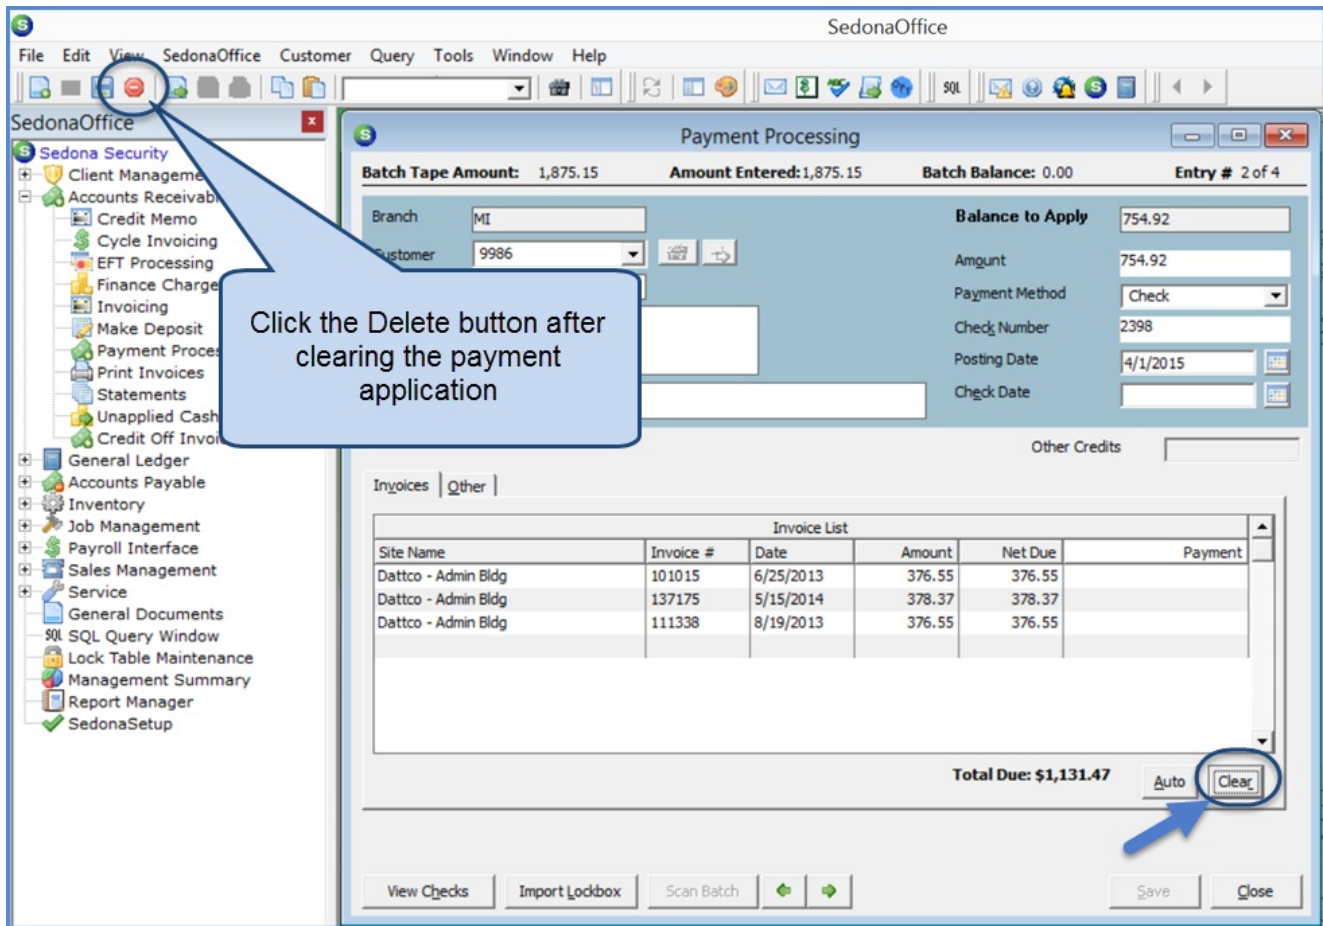 SedonaOffice
File Edit View SedonaOffice Customer Query Tools Window Help
SQL
SedonaOffice
Sedona Security
Client Manageme
Accounts Receivabl
Credit Memo
Cycle Invoicing
EFT Processing
Finance Charge
Invoicing
Make Deposit
Payment Proces
Print Invoices
Statements
Unapplied Cash
Credit Off Invoi
General Ledger
Accounts Payable
Inventory
Job Management
Payroll Interface
Sales Management
Service
General Documents
SQL SQL Query Window
Lock Table Maintenance
Management Summary
Report Manager
SedonaSetup
Click the Delete button after
clearing the payment
application
Payment Processing
Batch Tape Amount: 1,875.15 Amount Entered: 1,875.15 Batch Balance: 0.00 Entry # 2 of 4
Branch MI
Customer 9986
Balance to Apply 754.92
Amount 754.92
Payment Method Check
Check Number 2398
Posting Date 4/1/2015
Check Date
Other Credits
Invoices Other
Invoice List
Site Name Invoice # Date Amount Net Due Payment
Dattco - Admin Bldg 101015 6/25/2013 376.55 376.55
Dattco - Admin Bldg 137175 5/15/2014 378.37 378.37
Dattco - Admin Bldg 111338 8/19/2013 376.55 376.55
Total Due: $1,131.47 Auto Clear
View Checks Import Lockbox Scan Batch Save Close